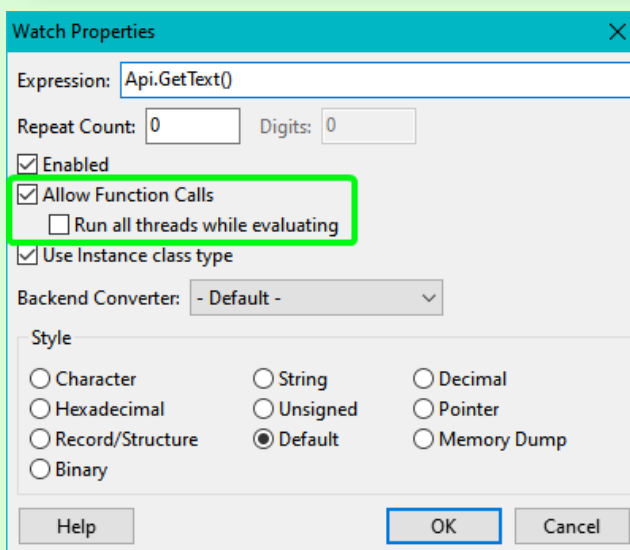 Watch Properties
Expression: Api.GetText()
Repeat Count: 0 Digits: 0
Enabled
Allow Function Calls
Run all threads while evaluating
Use Instance class type
Backend Converter: - Default -
Style
Character String Decimal
Hexadecimal Unsigned Pointer
Record/Structure Default Memory Dump
Binary
Help OK Cancel